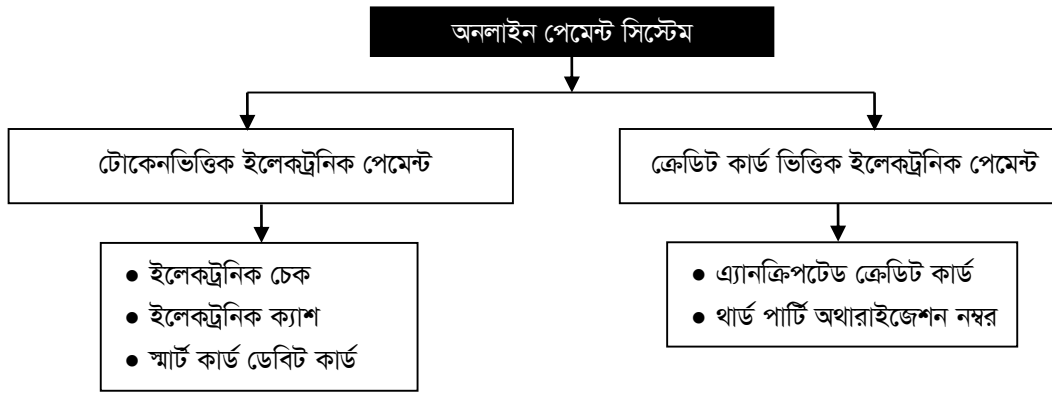 অনলাইন পেমেন্ট সিস্টেম
টোকেনভিত্তিক ইলেকট্রনিক পেমেন্ট
ক্রেডিট কার্ড ভিত্তিক ইলেকট্রনিক পেমেন্ট
● ইলেকট্রনিক চেক
● ইলেকট্রনিক ক্যাশ
● স্মার্ট কার্ড ডেবিট কার্ড
● এ্যানক্রিপটেড ক্রেডিট কার্ড
● থার্ড পার্টি অথারাইজেশন নম্বর